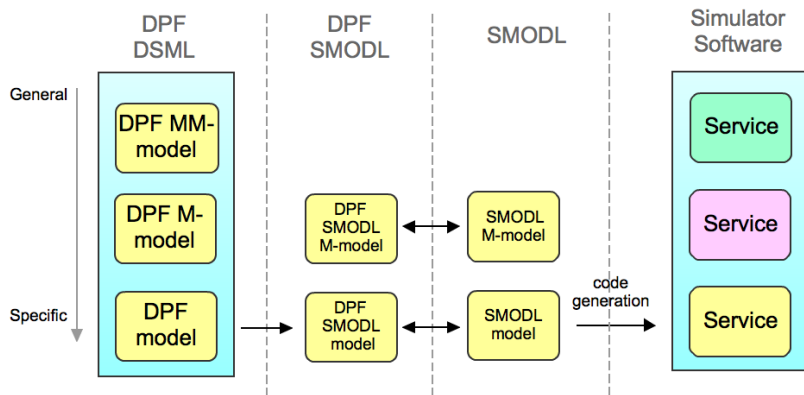 DPF
DSML
DPF
SMODL
SMODL
Simulator
Software
General
DPF MM-
model
Service
DPF M-
model
DPF
SMODL
M-model
SMODL
M-model
Service
code
generation
Specific
DPF
model
DPF
SMODL
model
SMODL
model
Service